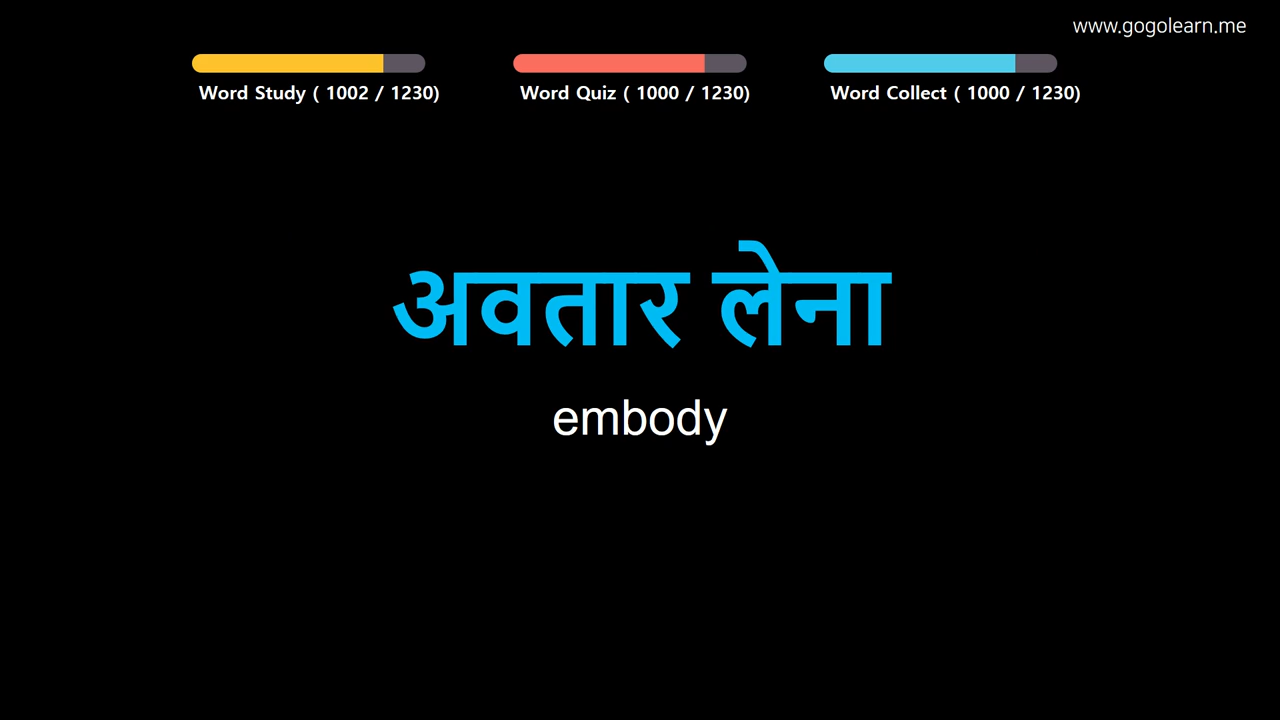 www.gogolearn.me
Word Study ( 1002 / 1230)
Word Quiz ( 1000 / 1230)
Word Collect ( 1000 / 1230)
अवतार लेना
embody